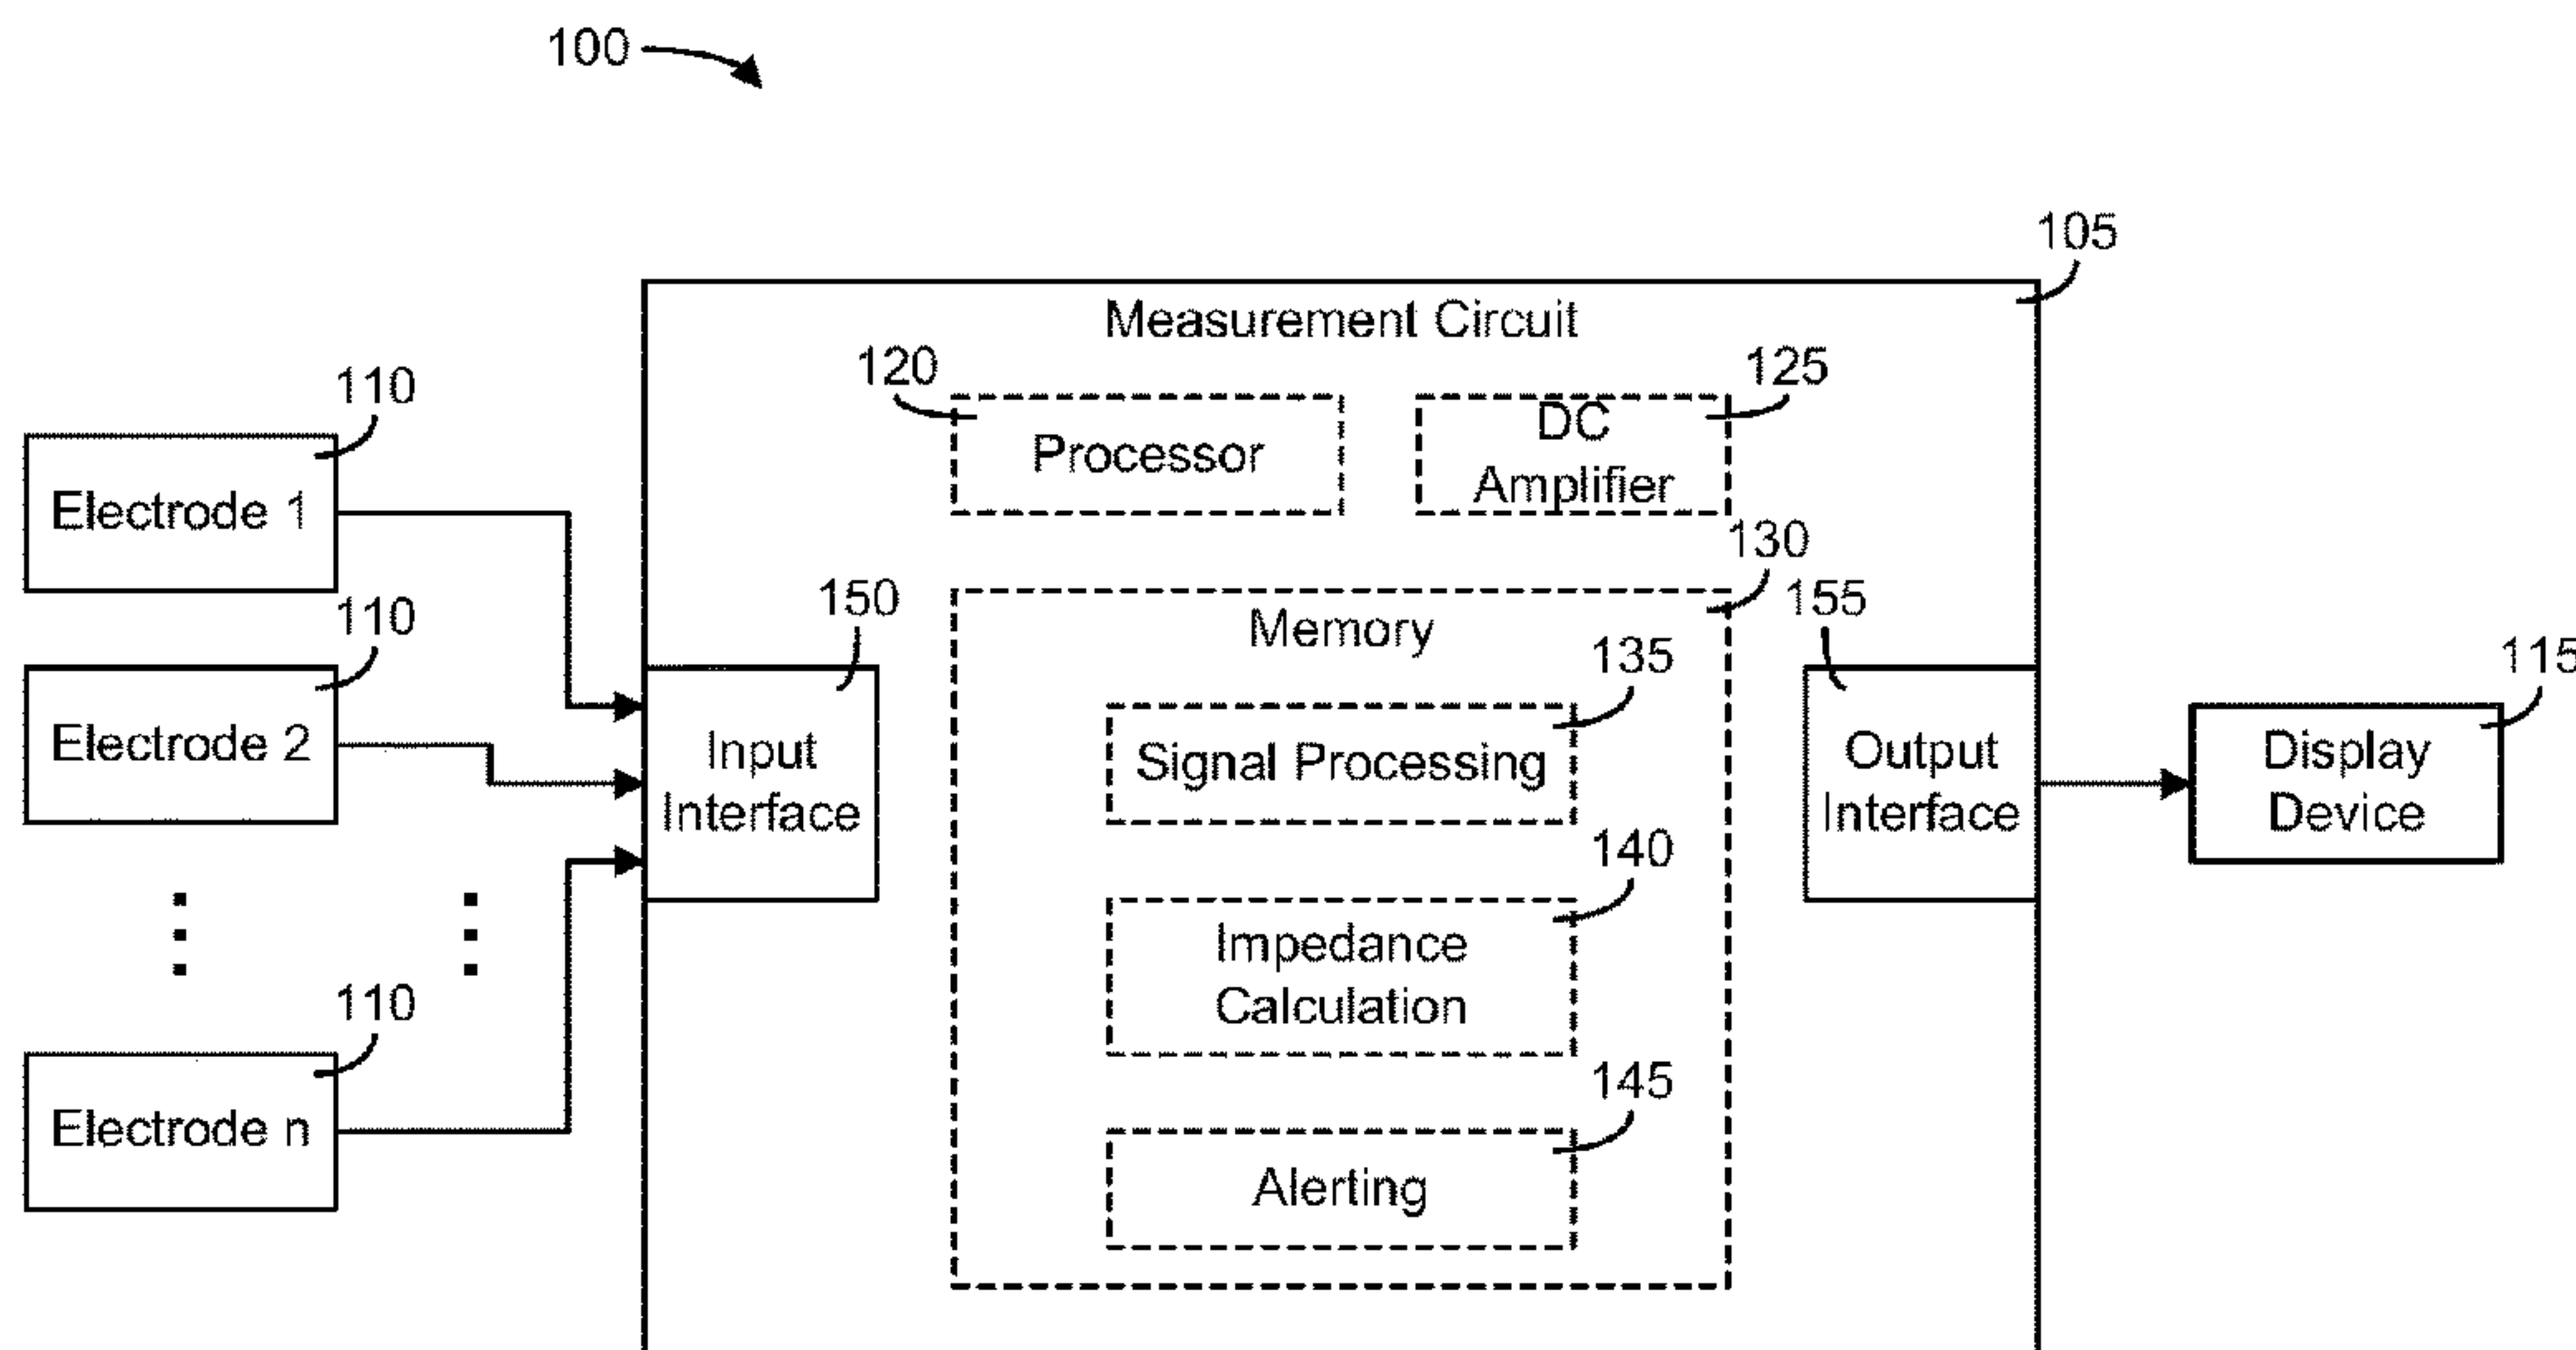 100
105
Measurement Circuit
120
125
110
Processor
DC
Amplifier
Electrode 1
130
110
150
155
Memory
135
115
Electrode 2
Input
Interface
Signal Processing
Output
Interface
Display
Device
140
Impedance
Calculation
110
145
Electrode n
Alerting